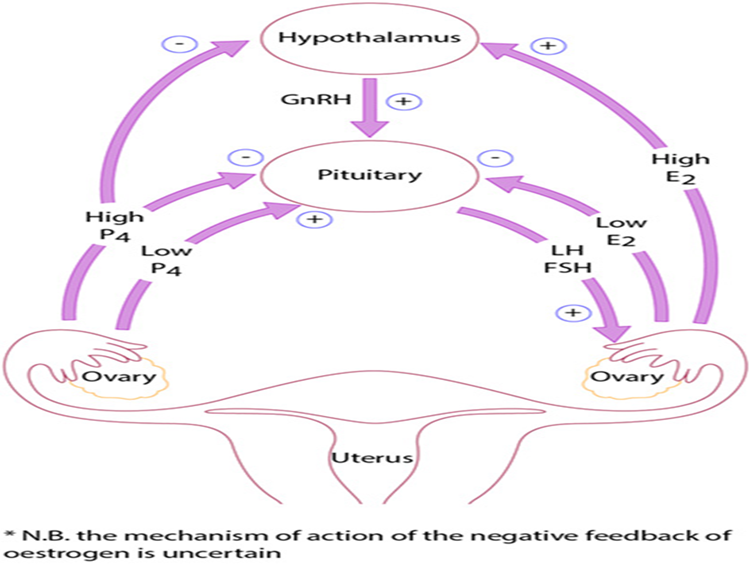 -
Hypothalamus
+
GnRH
+
-
Pituitary
-
+
High
P4
Low
P4
High
E2
Low
E2
LH
FSH
+
Ovary
Ovary
Uterus
* N.B. the mechanism of action of the negative feedback of
oestrogen is uncertain